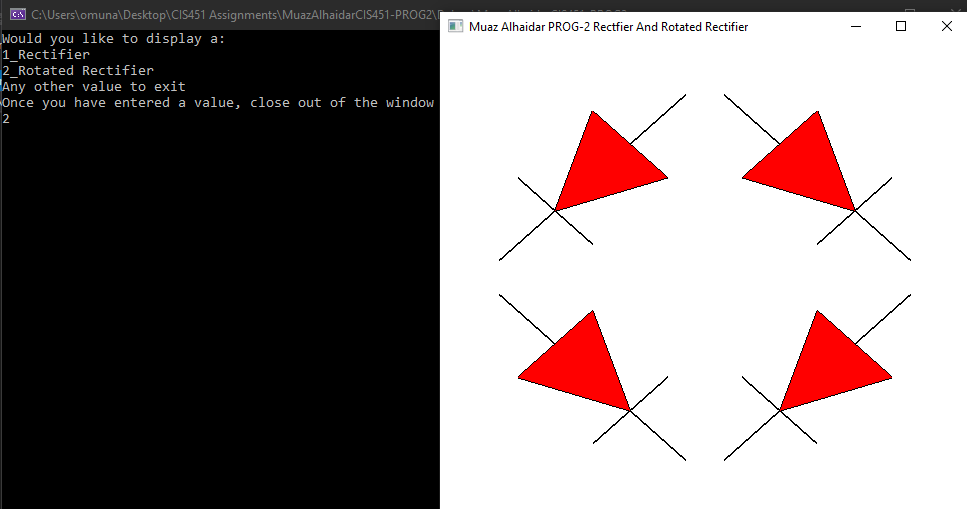 C:\Users\omuna\Desktop\CIS451 Assignments\MuazAlhaidarCIS451-PROG2\
Muaz Alhaidar PROG-2 Rectfier And Rotated Rectifier
Would you like to display a:
1_Rectifier
2_Rotated Rectifier
Any other value to exit
Once you have entered a value, close out of the window
2